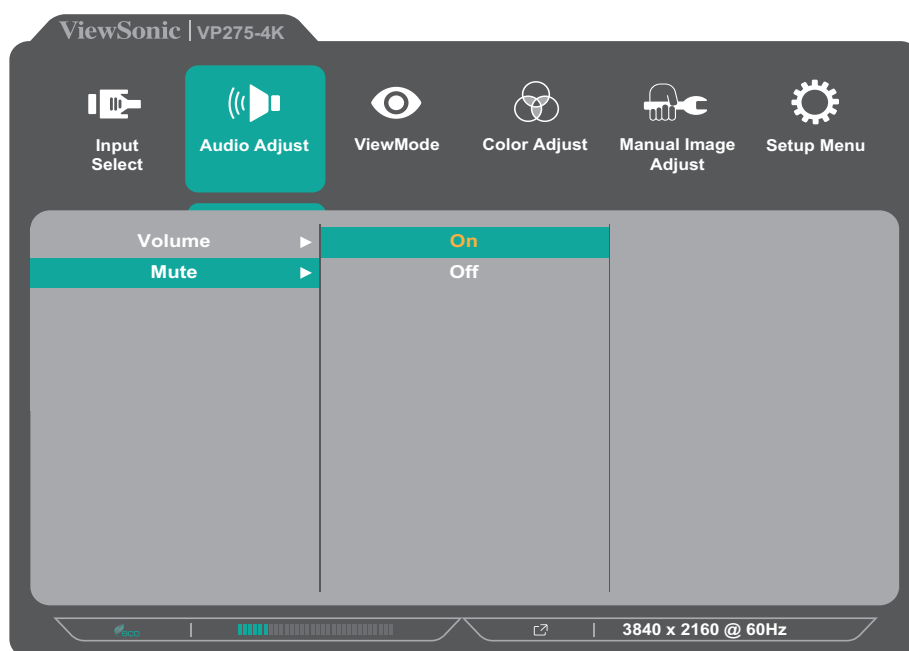 ViewSonic | VP275-4K
Input
Select
Audio Adjust
ViewMode
Color Adjust
Manual Image
Adjust
Setup Menu
Volume
On
Mute
Off
ECO
3840 x 2160 @ 60Hz